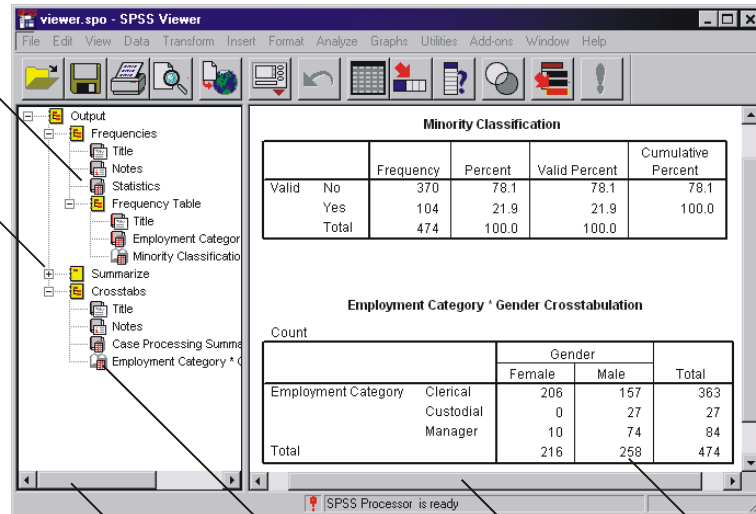 viewer.spo - SPSS Viewer
File Edit View Data Transform Insert Format Analyze Graphs Utilities Add-ons Window Help
Output
Frequencies
Title
Notes
Statistics
Frequency Table
Title
Employment Categor
Minority Classificatio
Summarize
Crosstabs
Title
Notes
Case Processing Summa
Employment Category * G
Minority Classification
Frequency Percent Valid Percent Cumulative Percent
Valid No 370 78.1 78.1 78.1
Yes 104 21.9 21.9 100.0
Total 474 100.0 100.0
Employment Category * Gender Crosstabulation
Count
Gender
Female Male Total
Employment Category Clerical 206 157 363
Custodial 0 27 27
Manager 10 74 84
Total 216 258 474
SPSS Processor is ready